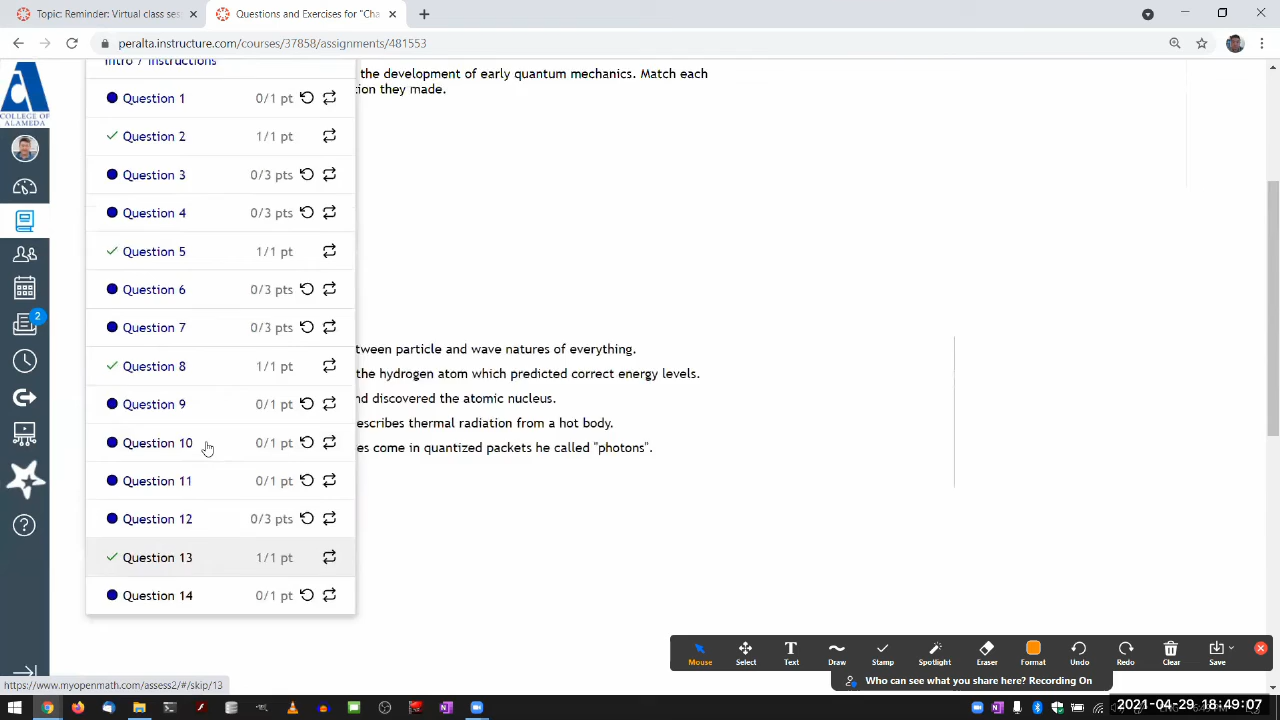 Topic: Reminder: Virtual class ses
Questions and Exercises for "Cha
peralta.instructure.com/courses/37858/assignments/481553
COLLEGE OF
ALAMEDA
2
Intro / Instructions
Question 1 0/1 pt
Question 2 1/1 pt
Question 3 0/3 pts
Question 4 0/3 pts
Question 5 1/1 pt
Question 6 0/3 pts
Question 7 0/3 pts
Question 8 1/1 pt
Question 9 0/1 pt
Question 10 0/1 pt
Question 11 0/1 pt
Question 12 0/3 pts
Question 13 1/1 pt
Question 14 0/1 pt
the development of early quantum mechanics. Match each
tion they made.
tween particle and wave natures of everything.
the hydrogen atom which predicted correct energy levels.
nd discovered the atomic nucleus.
escribes thermal radiation from a hot body.
es come in quantized packets he called "photons".
Mouse Select Text Draw Stamp Spotlight Eraser Format Undo Redo Clear Save
Who can see what you share here? Recording On
https://www.myopenmath.com/assess2/#/skip/13
2021-04-29 18:49:07